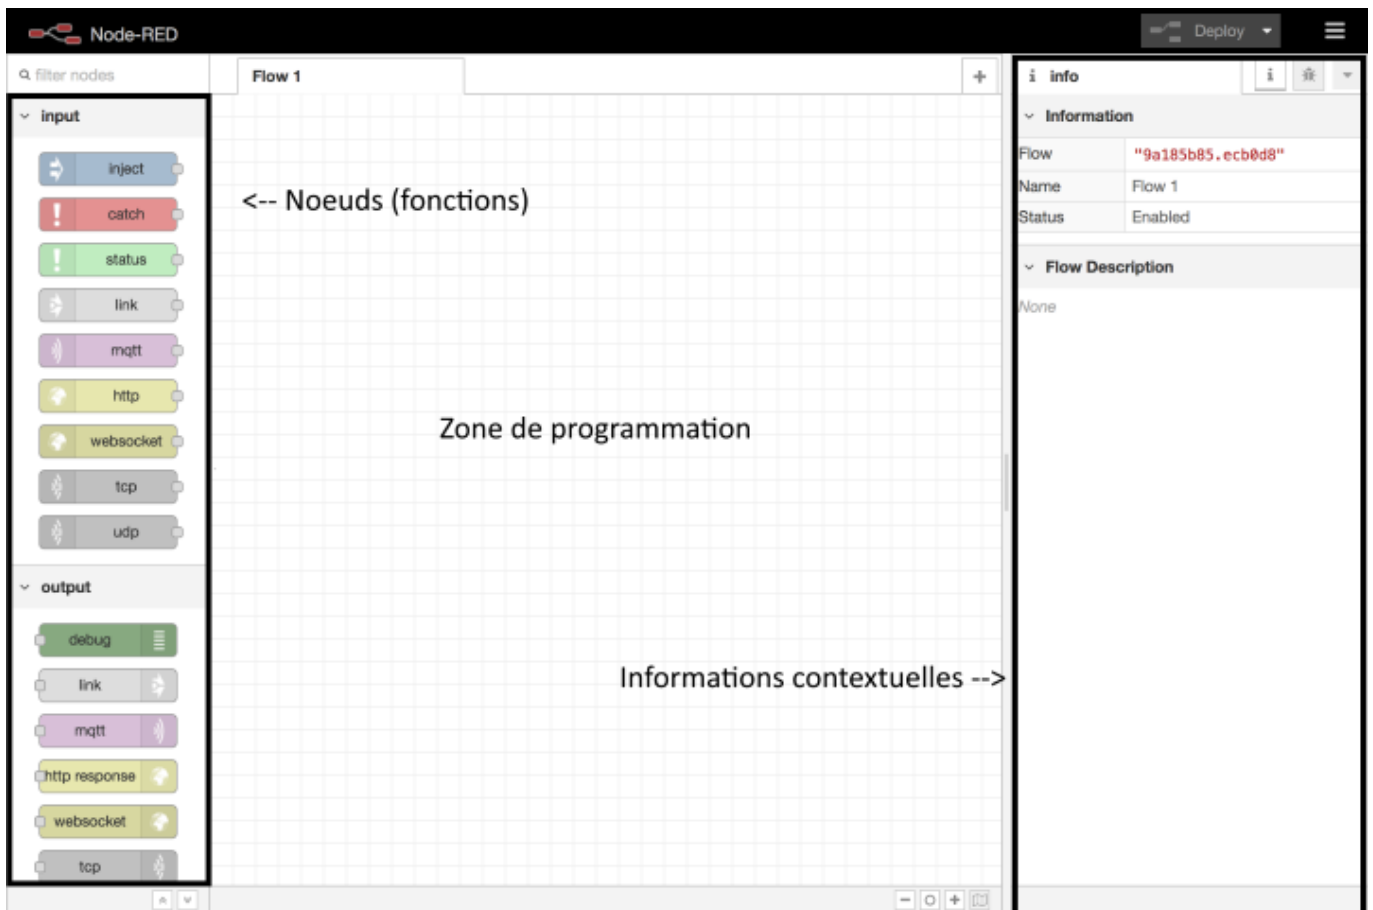 Node-RED
Deploy
filter nodes
Flow 1
i info
i
input
Information
inject
Flow "9a185b85.ecb0d8"
Name Flow 1
<-- Noeuds (fonctions)
catch
Status Enabled
status
Flow Description
link
None
mqtt
http
Zone de programmation
websocket
tcp
udp
output
debug
link
Informations contextuelles -->
mqtt
http response
websocket
tcp